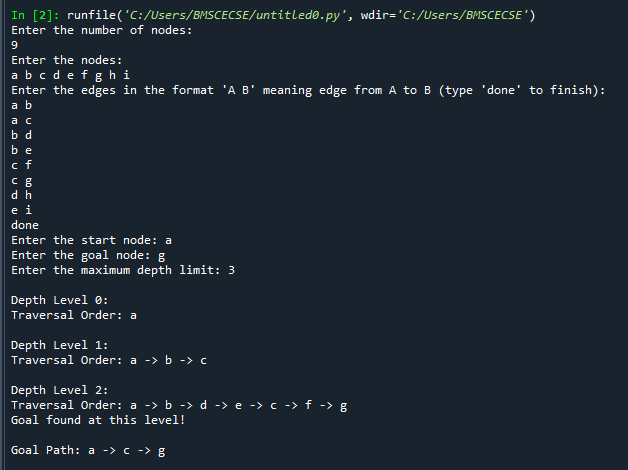 In [2]: runfile('C:/Users/BMSCECSE/untitled0.py', wdir='C:/Users/BMSCECSE')
Enter the number of nodes:
9
Enter the nodes:
a b c d e f g h i
Enter the edges in the format 'A B' meaning edge from A to B (type 'done' to finish):
a b
a c
b d
b e
c f
c g
d h
e i
done
Enter the start node: a
Enter the goal node: g
Enter the maximum depth limit: 3
Depth Level 0:
Traversal Order: a
Depth Level 1:
Traversal Order: a -> b -> c
Depth Level 2:
Traversal Order: a -> b -> d -> e -> c -> f -> g
Goal found at this level!
Goal Path: a -> c -> g